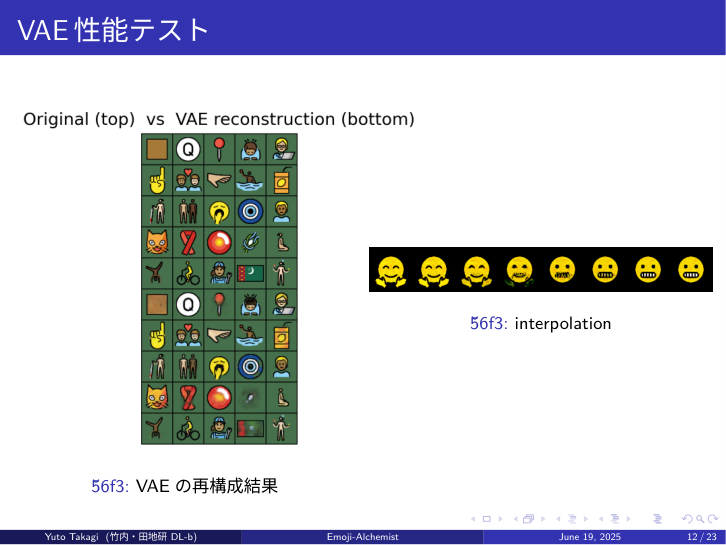 VAE 性能テスト
Original (top) vs VAE reconstruction (bottom)
Q
Q
56f3: interpolation
56f3: VAE の再構成結果
Yuto Takagi (竹内・田地研 DL-b)
Emoji-Alchemist
June 19, 2025
12 / 23